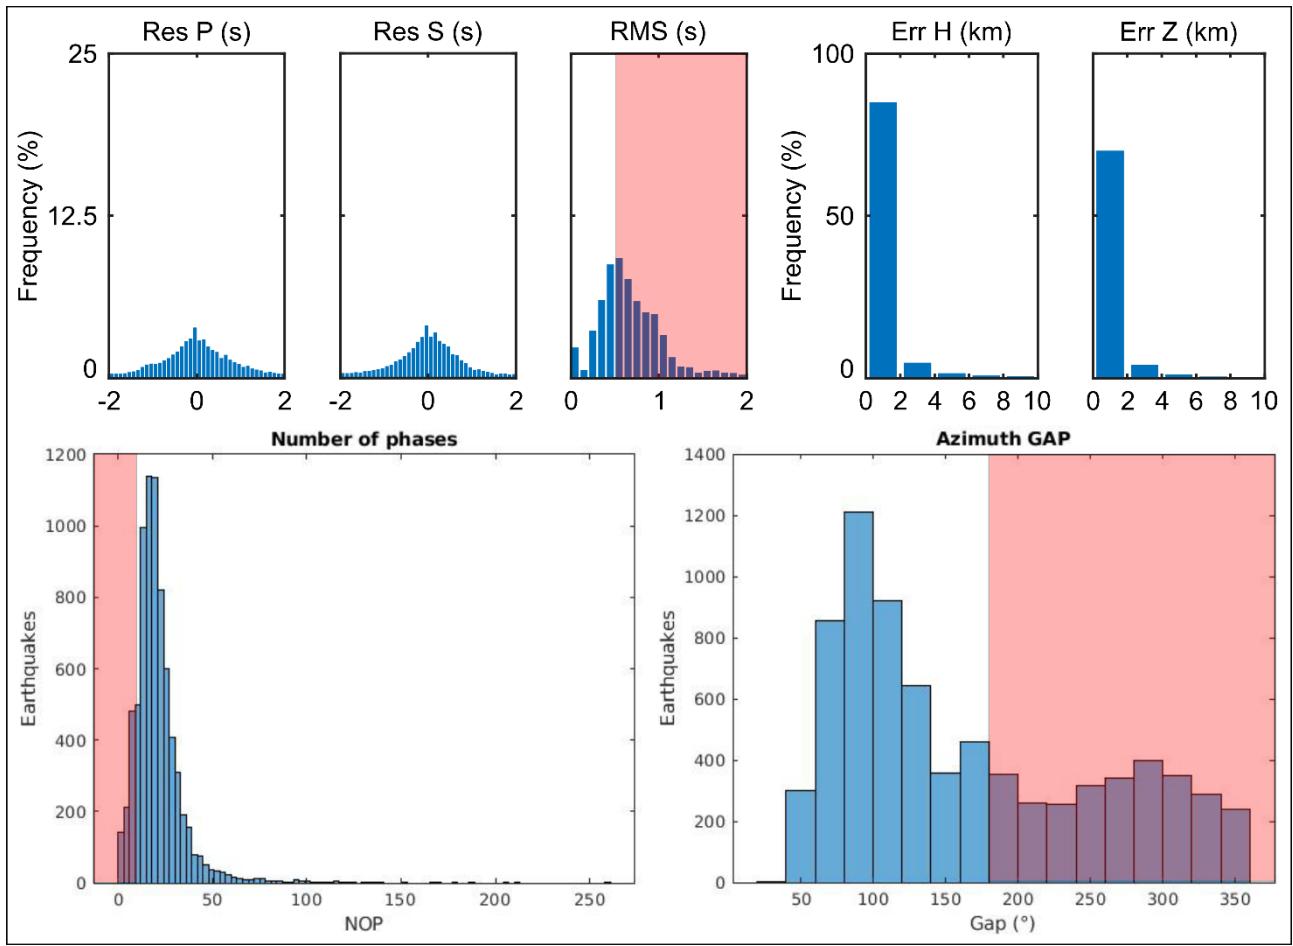 Res P (s) Res S (s) RMS (s) Err H (km) Err Z (km)
25 100
Frequency (%) Frequency (%)
12.5 50
0 0
-2 0 2 -2 0 2 0 1 2 0 2 4 6 8 10 0 2 4 6 8 10
Number of phases
1200
1000
800
600
400
200
0
Earthquakes
0 50 100 150 200 250
NOP
Azimuth GAP
1400
1200
1000
800
600
400
200
0
Earthquakes
50 100 150 200 250 300 350
Gap (°)